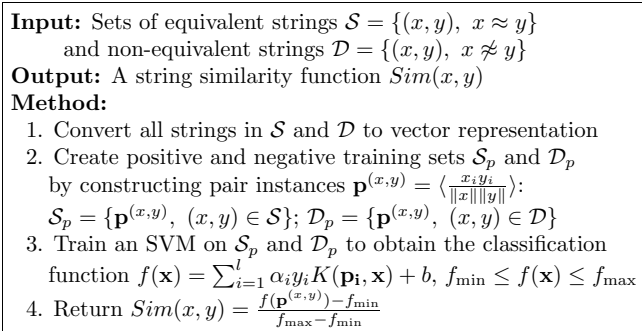 Input: Sets of equivalent strings 𝒮 = {(x, y), x ≈ y}
and non-equivalent strings 𝒟 = {(x, y), x ≉ y}
Output: A string similarity function Sim(x, y)
Method:
1. Convert all strings in 𝒮 and 𝒟 to vector representation
2. Create positive and negative training sets 𝒮_p and 𝒟_p
by constructing pair instances p^{(x,y)} = ⟨\frac{x_i y_i}{‖x‖‖y‖}⟩:
𝒮_p = {p^{(x,y)}, (x, y) ∈ 𝒮}; 𝒟_p = {p^{(x,y)}, (x, y) ∈ 𝒟}
3. Train an SVM on 𝒮_p and 𝒟_p to obtain the classification
function f(x) = ∑_{i=1}^{l} α_i y_i K(p_i, x) + b, f_min ≤ f(x) ≤ f_max
4. Return Sim(x, y) = \frac{f(p^{(x,y)})−f_min}{f_max−f_min}